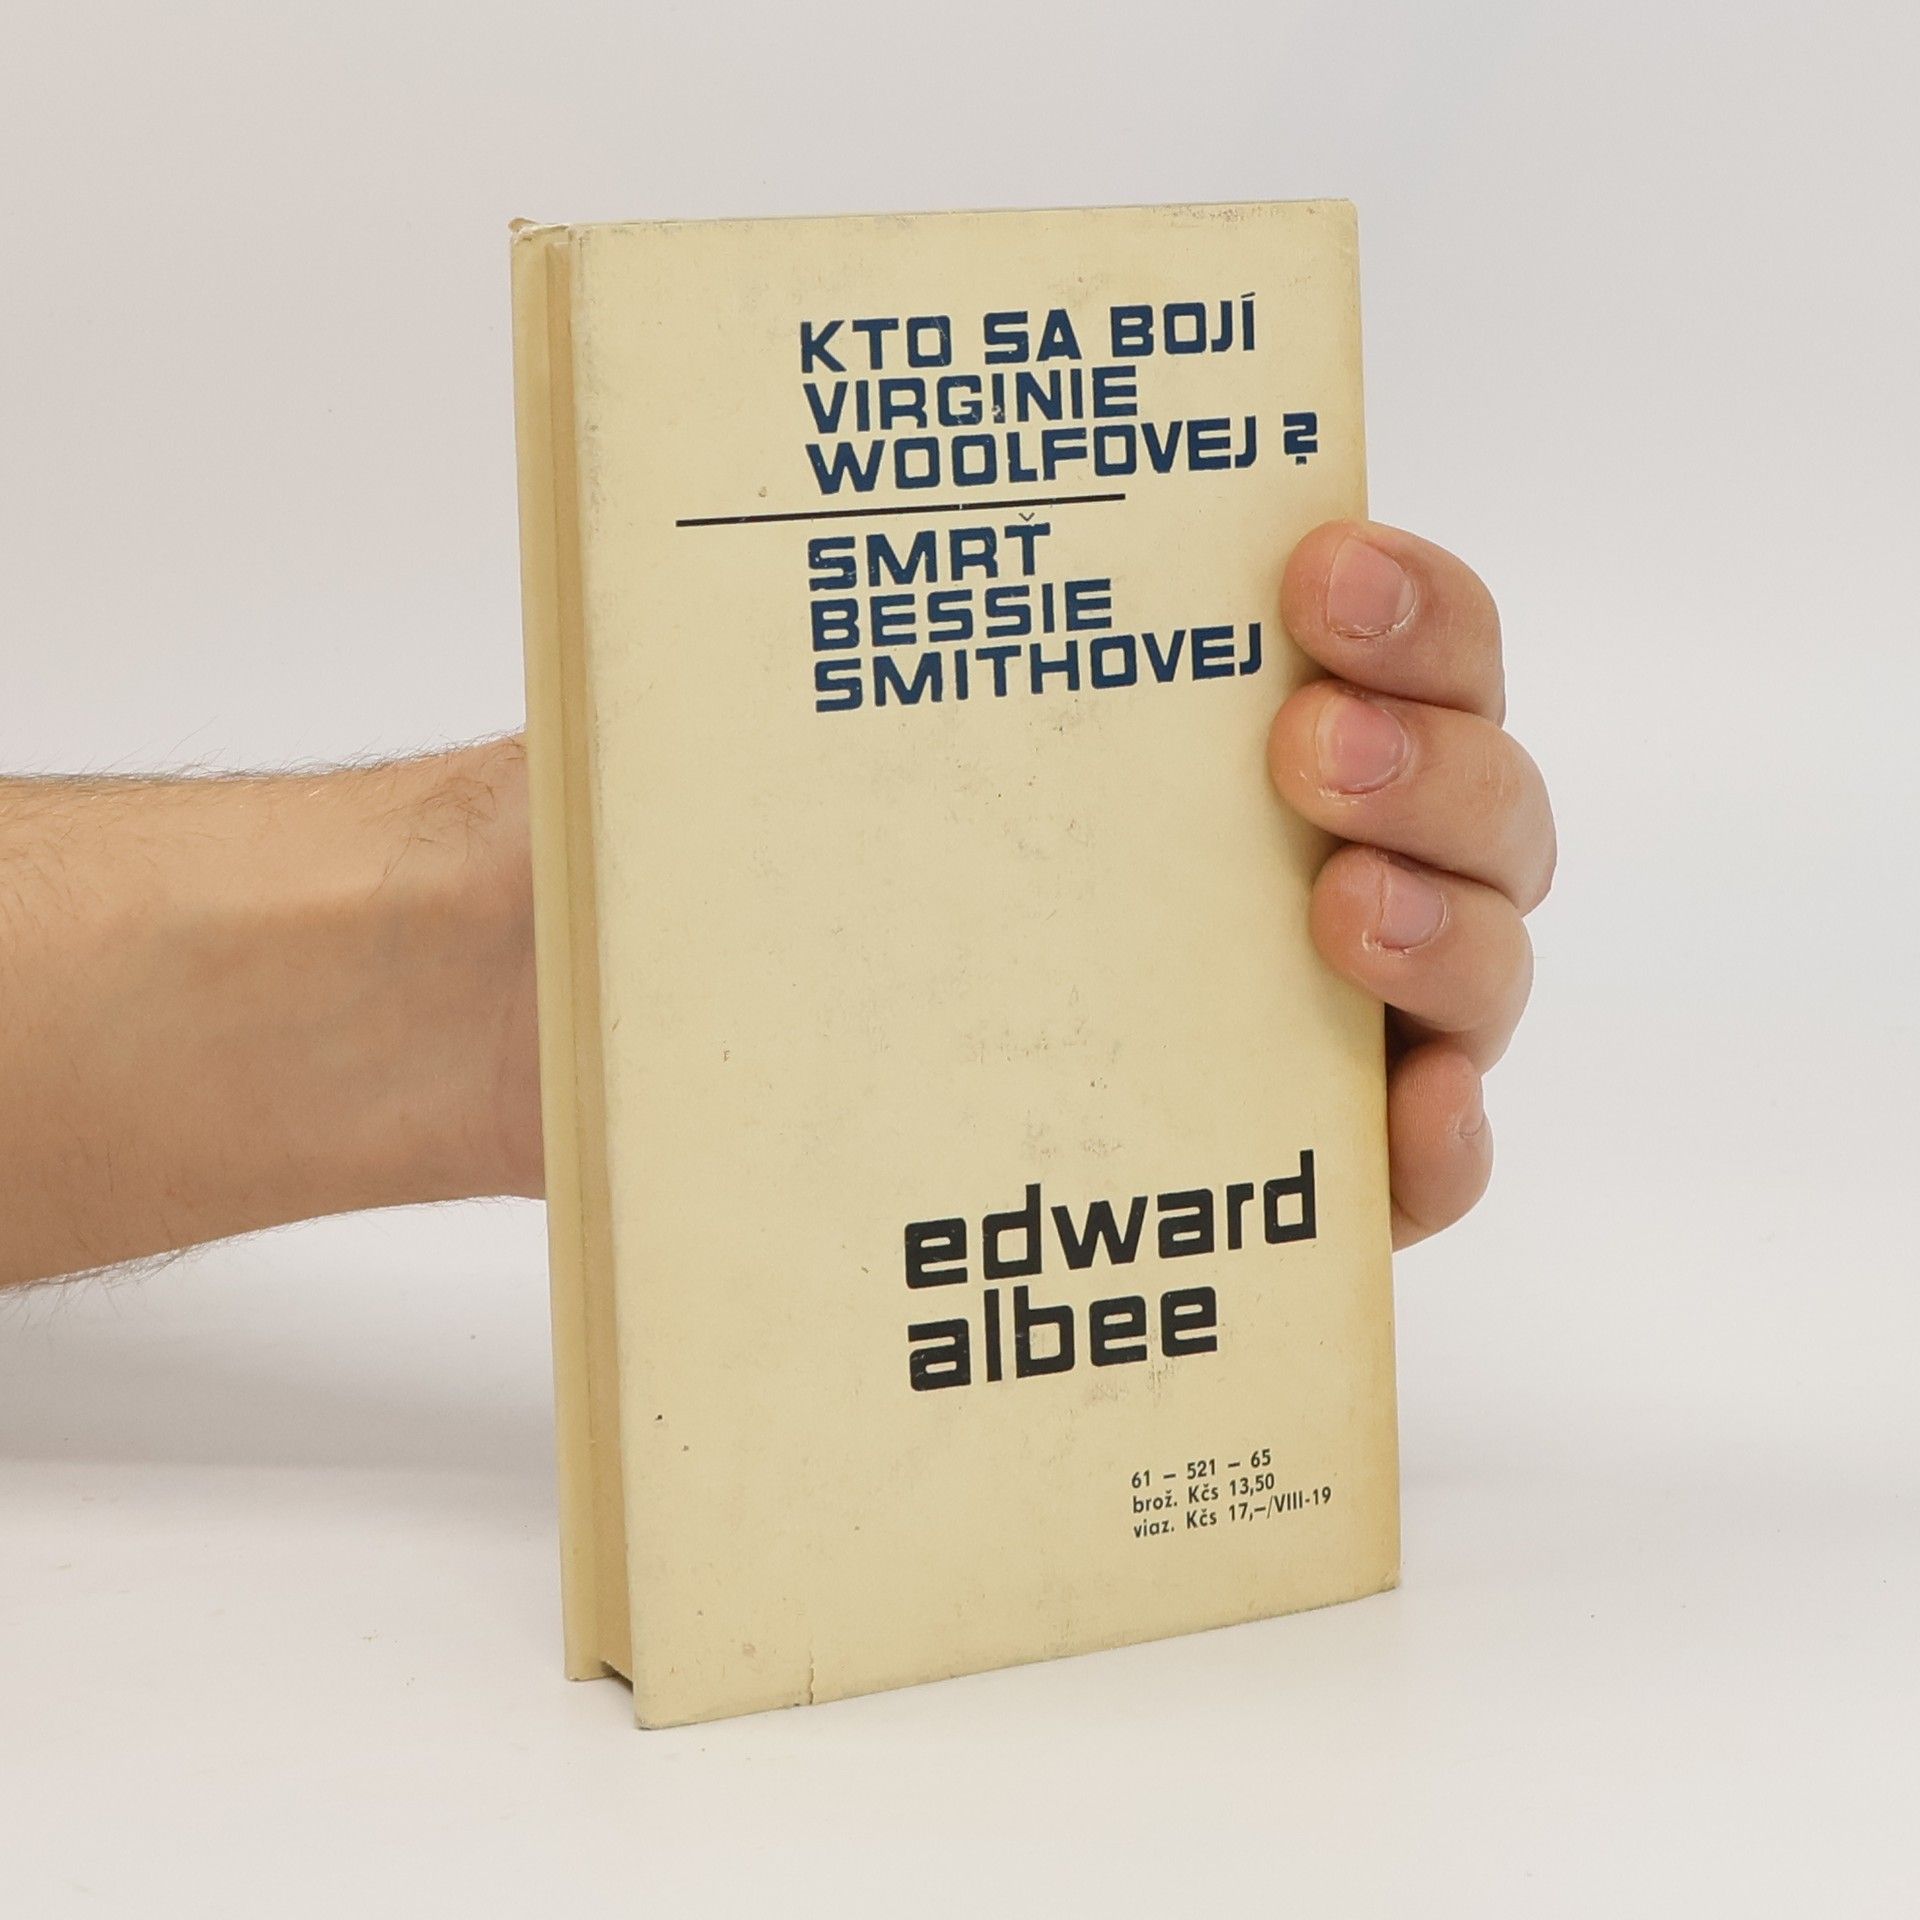 KTO SA BOJÍ
VIRGINIE
WOOLFOVEJ ?
SMRŤ
BESSIE
SMITHOVEJ
edward
albee
61 – 521 – 65
brož. Kčs 13,50
viaz. Kčs 17,–/VIII-19